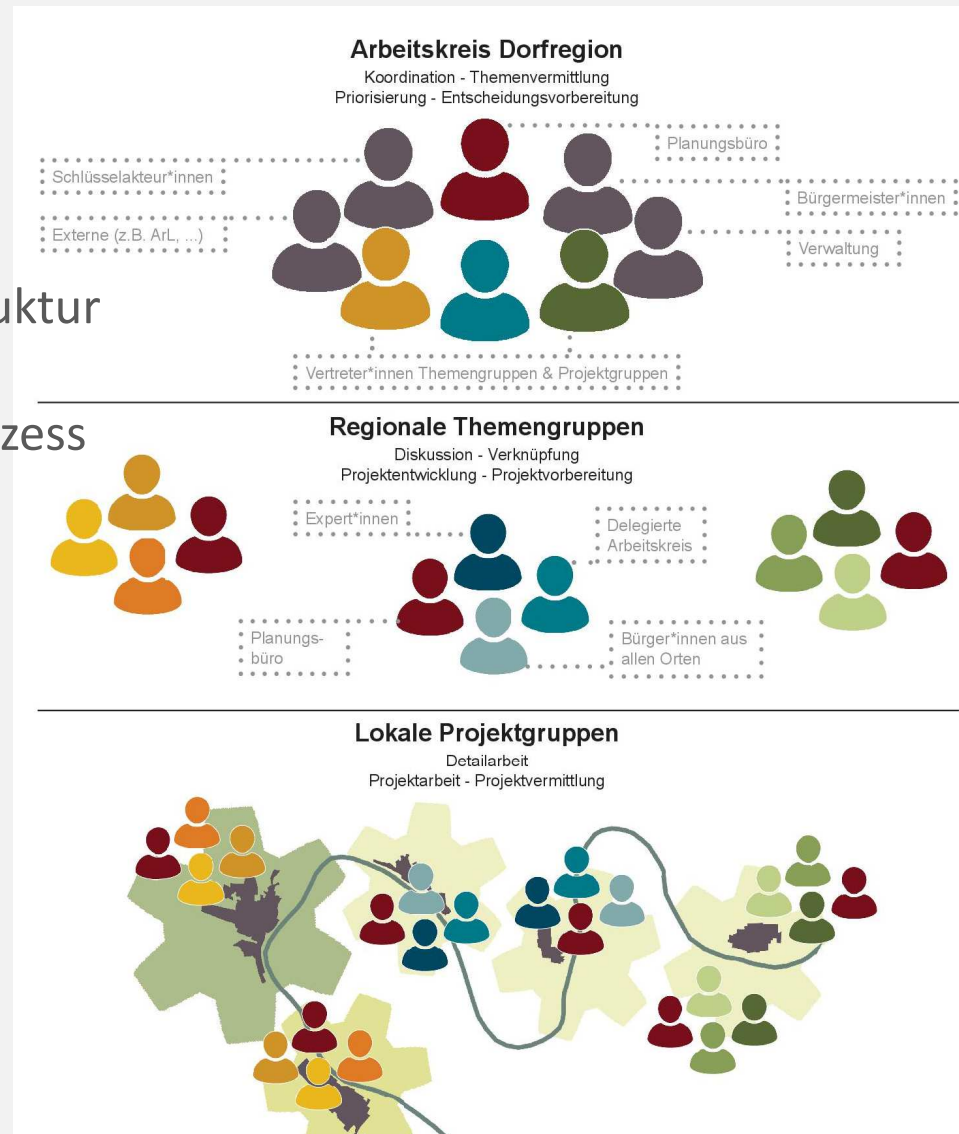 Arbeitskreis Dorfregion
Koordination - Themenvermittlung
Priorisierung - Entscheidungsvorbereitung
Planungsbüro
Schlüsselakteur*innen
Bürgermeister*innen
Externe (z.B. ArL, ...)
Verwaltung
uktur
Vertreter*innen Themengruppen & Projektgruppen
zess
Regionale Themengruppen
Diskussion - Verknüpfung
Projektentwicklung - Projektvorbereitung
Expert*innen
Delegierte
Arbeitskreis
Planungs-
büro
Bürger*innen aus
allen Orten
Lokale Projektgruppen
Detailarbeit
Projektarbeit - Projektvermittlung